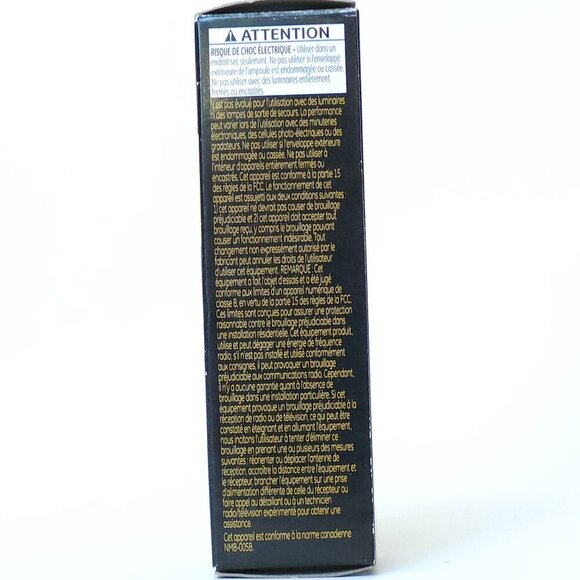 ⚠ ATTENTION
RISQUE DE CHOC ÉLECTRIQUE - Utiliser dans un
endroit sec seulement. Ne pas utiliser si l'enveloppe
extérieure de l'ampoule est endommagée ou cassée.
Ne pas utiliser avec des luminaires entièrement
fermés ou encastrés.
N'est pas évalué pour l'utilisation avec des luminaires
ni des lampes de sortie de secours. La performance
peut varier lors de l'utilisation avec des minuteries
électroniques, des cellules photo-électriques ou des
gradateurs. Ne pas utiliser si l'enveloppe extérieure
est endommagée ou cassée. Ne pas utiliser à
l'intérieur d'appareils entièrement fermés ou
encastrés. Cet appareil est conforme à la partie 15
des règles de la FCC. Le fonctionnement de cet
appareil est assujetti aux deux conditions suivantes :
1) cet appareil ne devrait pas causer de brouillage
préjudiciable et 2) cet appareil doit accepter tout
brouillage reçu, y compris le brouillage pouvant
causer un fonctionnement indésirable. Tout
changement non expressément autorisé par le
fabricant peut annuler les droits de l'utilisateur
d'utiliser cet équipement. REMARQUE : Cet
équipement a fait l'objet d'essais et a été jugé
conforme aux limites d'un appareil numérique de
classe B, en vertu de la partie 15 des règles de la FCC.
Ces limites sont conçues pour assurer une protection
raisonnable contre le brouillage préjudiciable dans
une installation résidentielle. Cet équipement produit,
utilise et peut dégager une énergie de fréquence
radio; s'il n'est pas installé et utilisé conformément
aux consignes, il peut provoquer un brouillage
préjudiciable aux communications radio. Cependant,
il n'y a aucune garantie quant à l'absence de
brouillage dans une installation particulière. Si cet
équipement provoque un brouillage préjudiciable à la
réception de radio ou de télévision, ce qui peut être
constaté en éteignant et en allumant l'équipement,
nous incitons l'utilisateur à tenter d'éliminer ce
brouillage en prenant une ou plusieurs des mesures
suivantes : réorienter ou déplacer l'antenne de
réception, accroître la distance entre l'équipement et
le récepteur brancher l'équipement sur une prise
d'alimentation différente de celle du récepteur ou
faire appel au détaillant ou à un technicien
radio/télévision expérimenté pour obtenir une
assistance.
Cet appareil est conforme à la norme canadienne
NMB-005B.